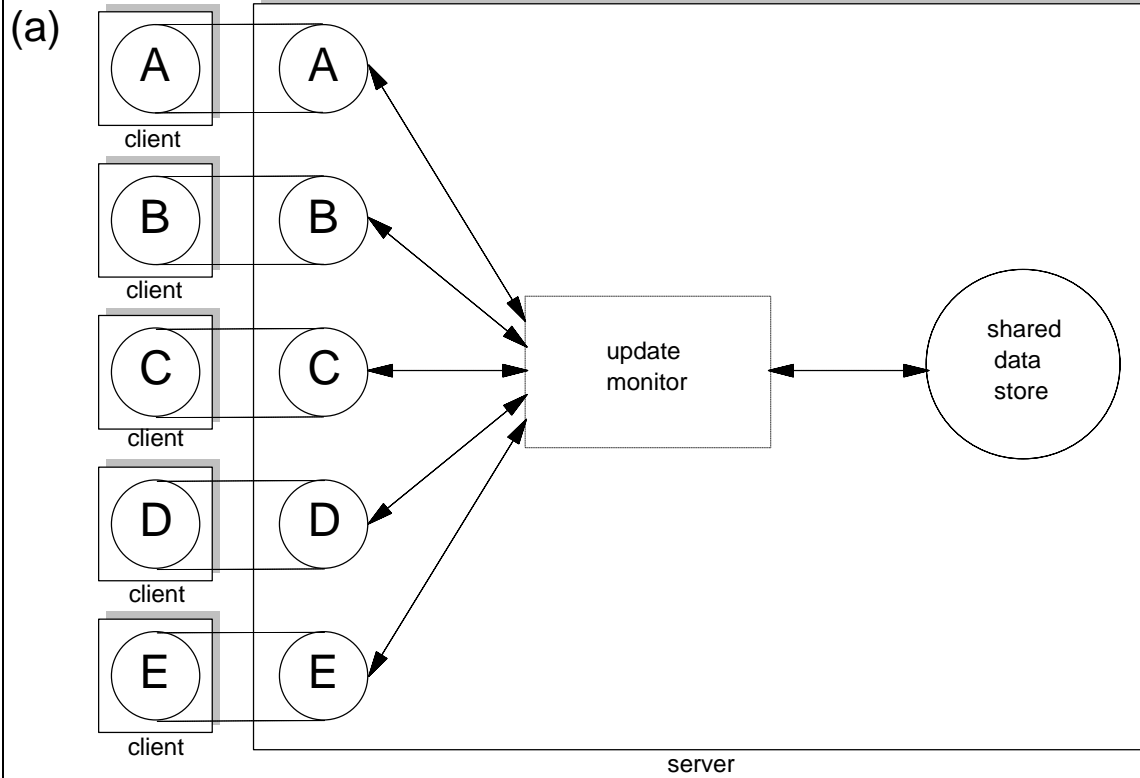 (a)
A
A
client
B
B
client
C
C
client
D
D
client
E
E
client
update
monitor
shared
data
store
server